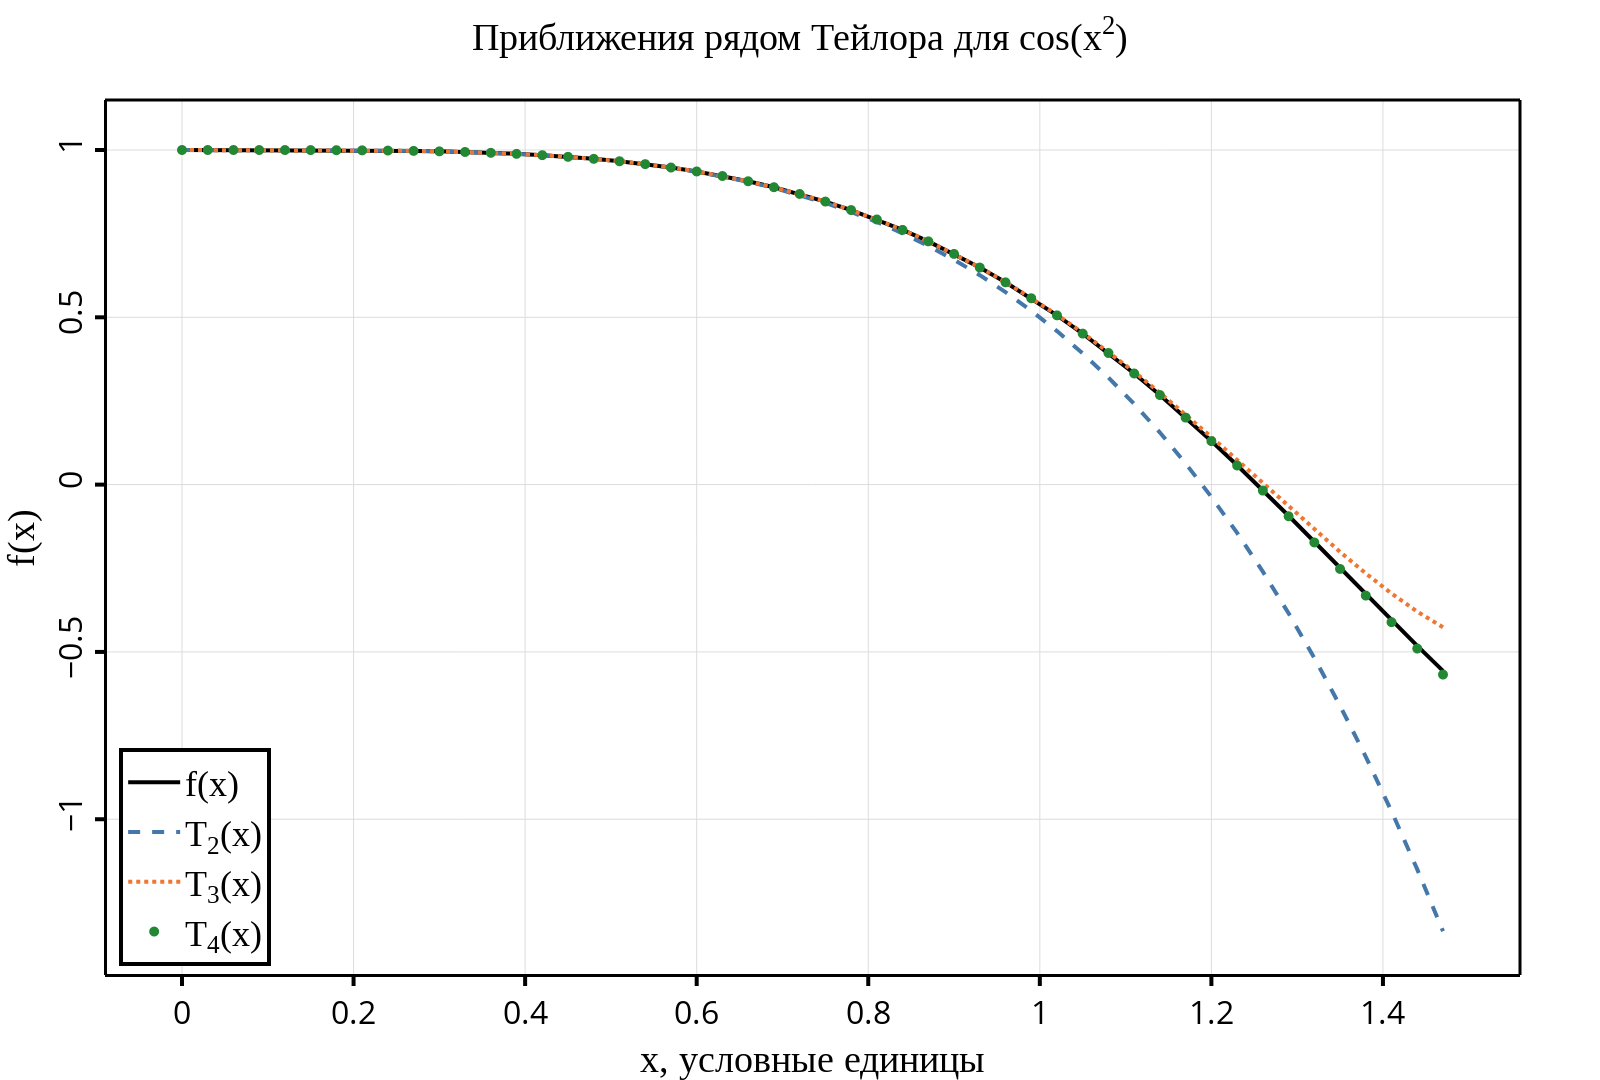 Приближения рядом Тейлора для cos(x²)
1
0.5
0
−0.5
−1
f(x)
f(x)
T₂(x)
T₃(x)
T₄(x)
0 0.2 0.4 0.6 0.8 1 1.2 1.4
x, условные единицы